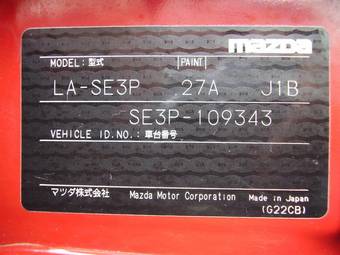 mazda
MODEL: 型式 PAINT
LA-SE3P 27A J1B
SE3P-109343
VEHICLE ID.NO.: 車台番号
マツダ株式会社 Mazda Motor Corporation Made in Japan
(G22CB)